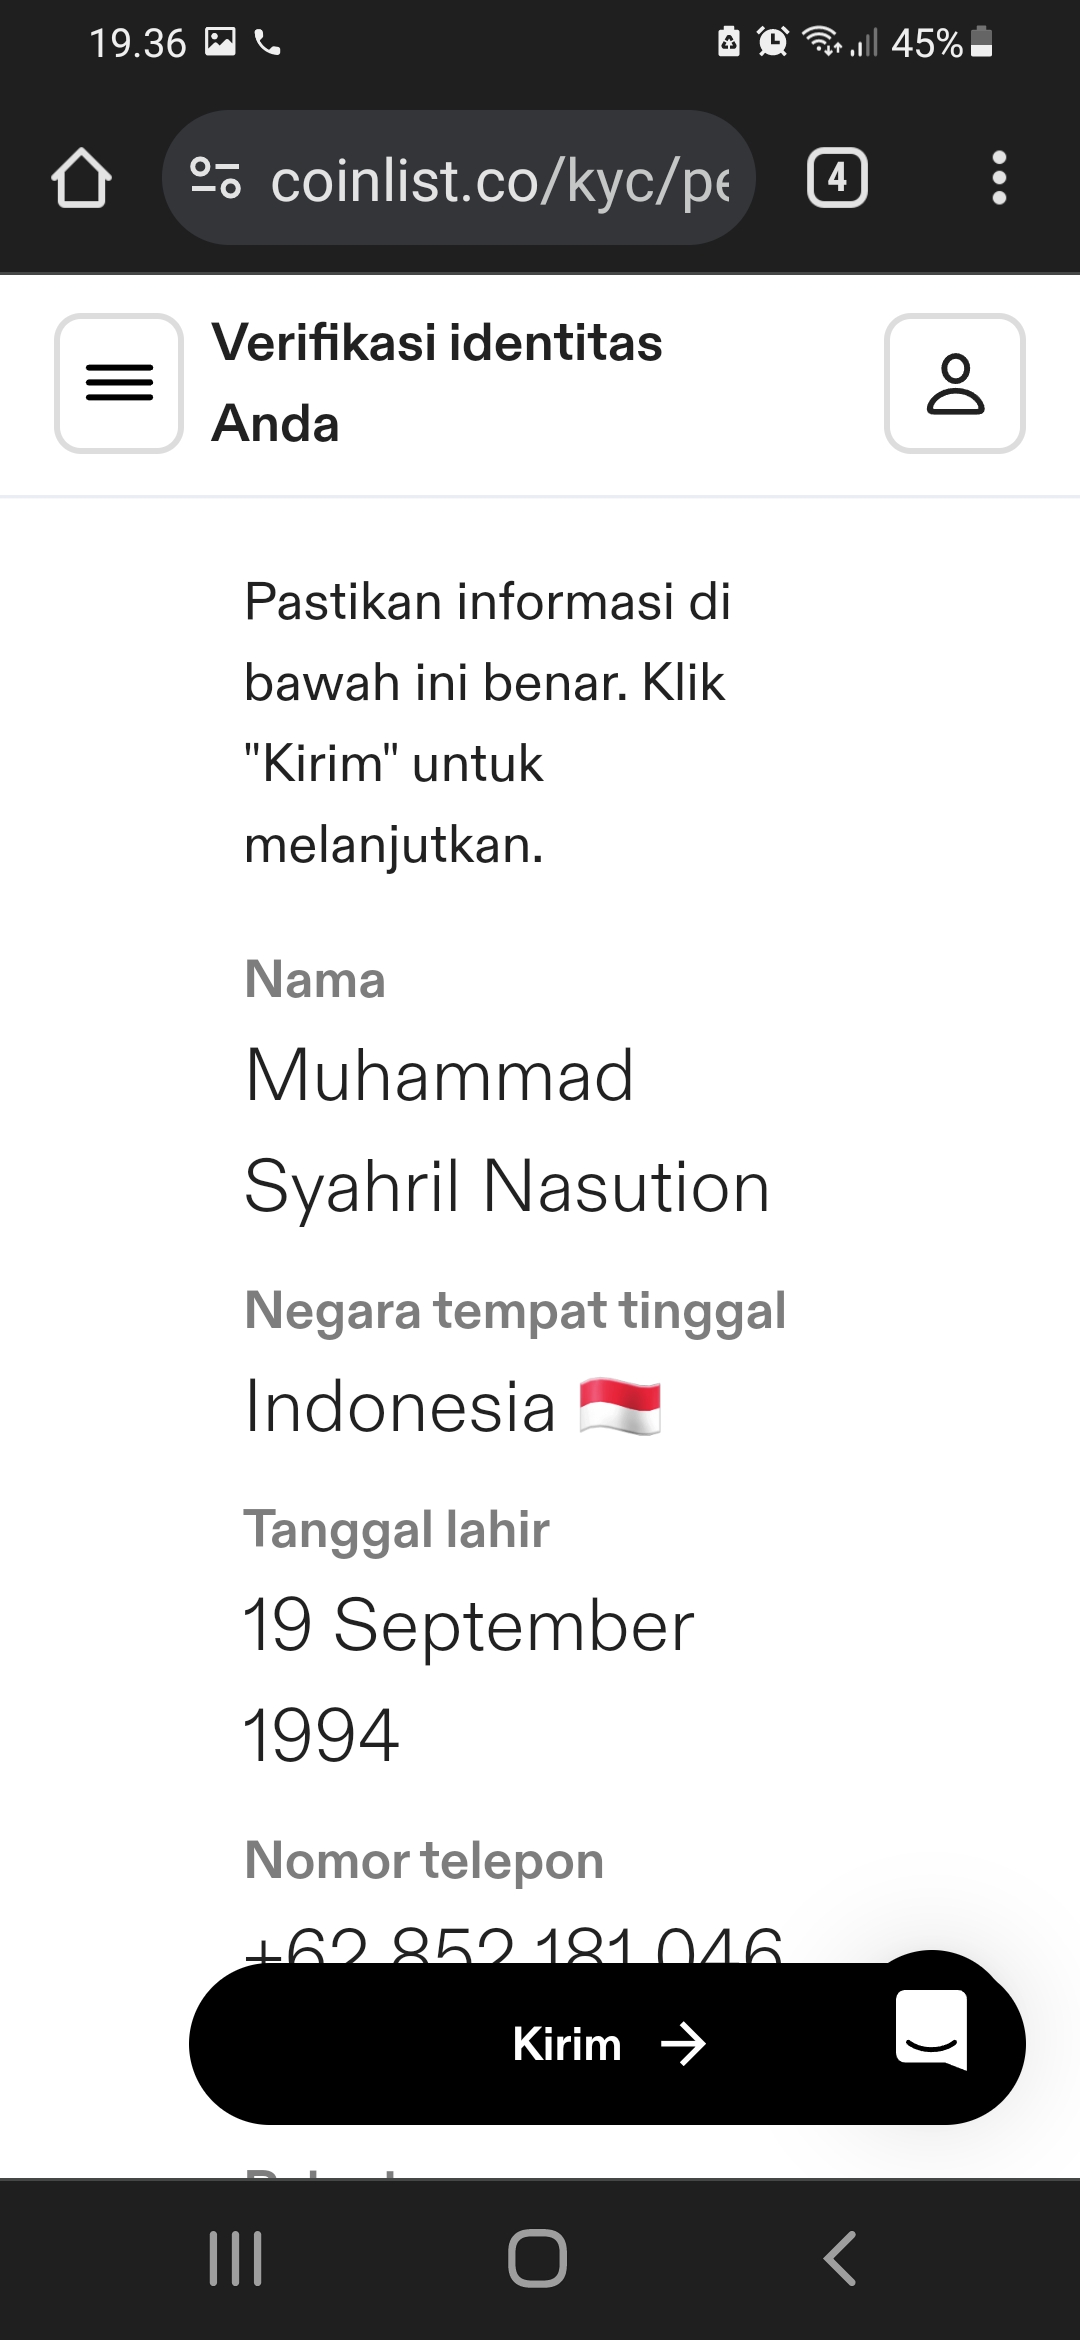 19.36
45%
coinlist.co/kyc/pe
4
Verifikasi identitas
Anda
Pastikan informasi di
bawah ini benar. Klik
"Kirim" untuk
melanjutkan.
Nama
Muhammad
Syahril Nasution
Negara tempat tinggal
Indonesia
Tanggal lahir
19 September
1994
Nomor telepon
+62 852 181 046
Kirim